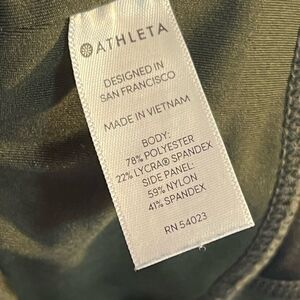 ATHLETA
DESIGNED IN
SAN FRANCISCO
MADE IN VIETNAM
BODY:
78% POLYESTER
22% LYCRA® SPANDEX
SIDE PANEL:
59% NYLON
41% SPANDEX
RN 54023